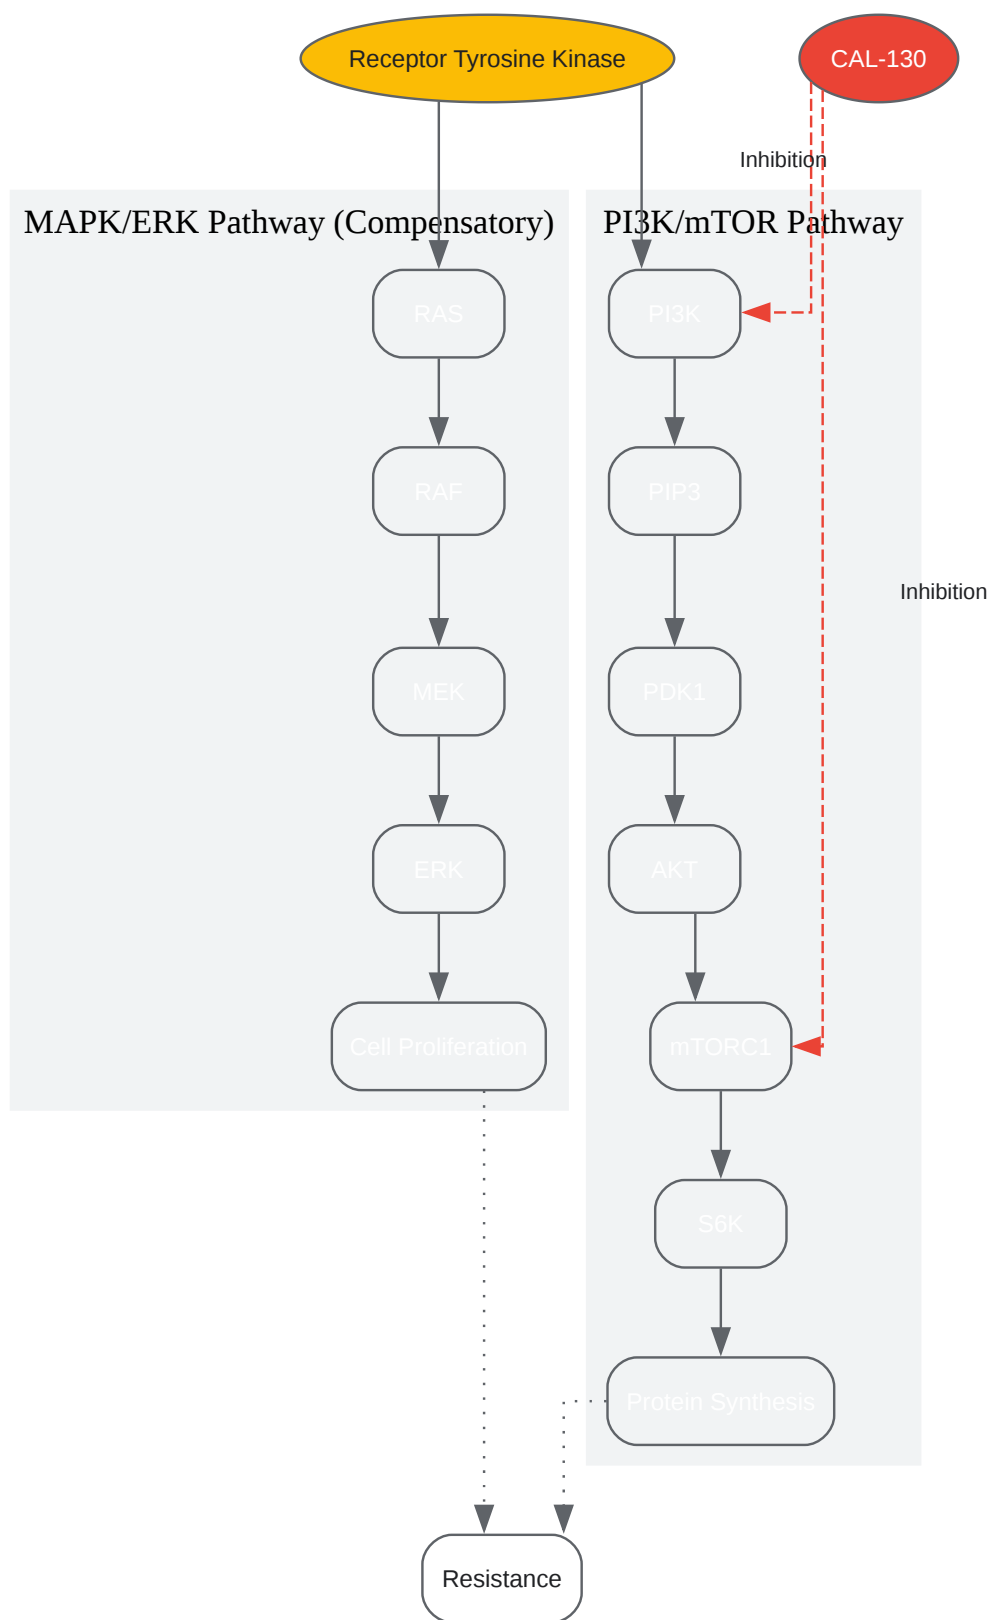 Receptor Tyrosine Kinase
CAL-130
Inhibition
MAPK/ERK Pathway (Compensatory)
PI3K/mTOR Pathway
RAS
PI3K
RAF
PIP3
Inhibition
MEK
PDK1
ERK
AKT
Cell Proliferation
mTORC1
S6K
Protein Synthesis
Resistance